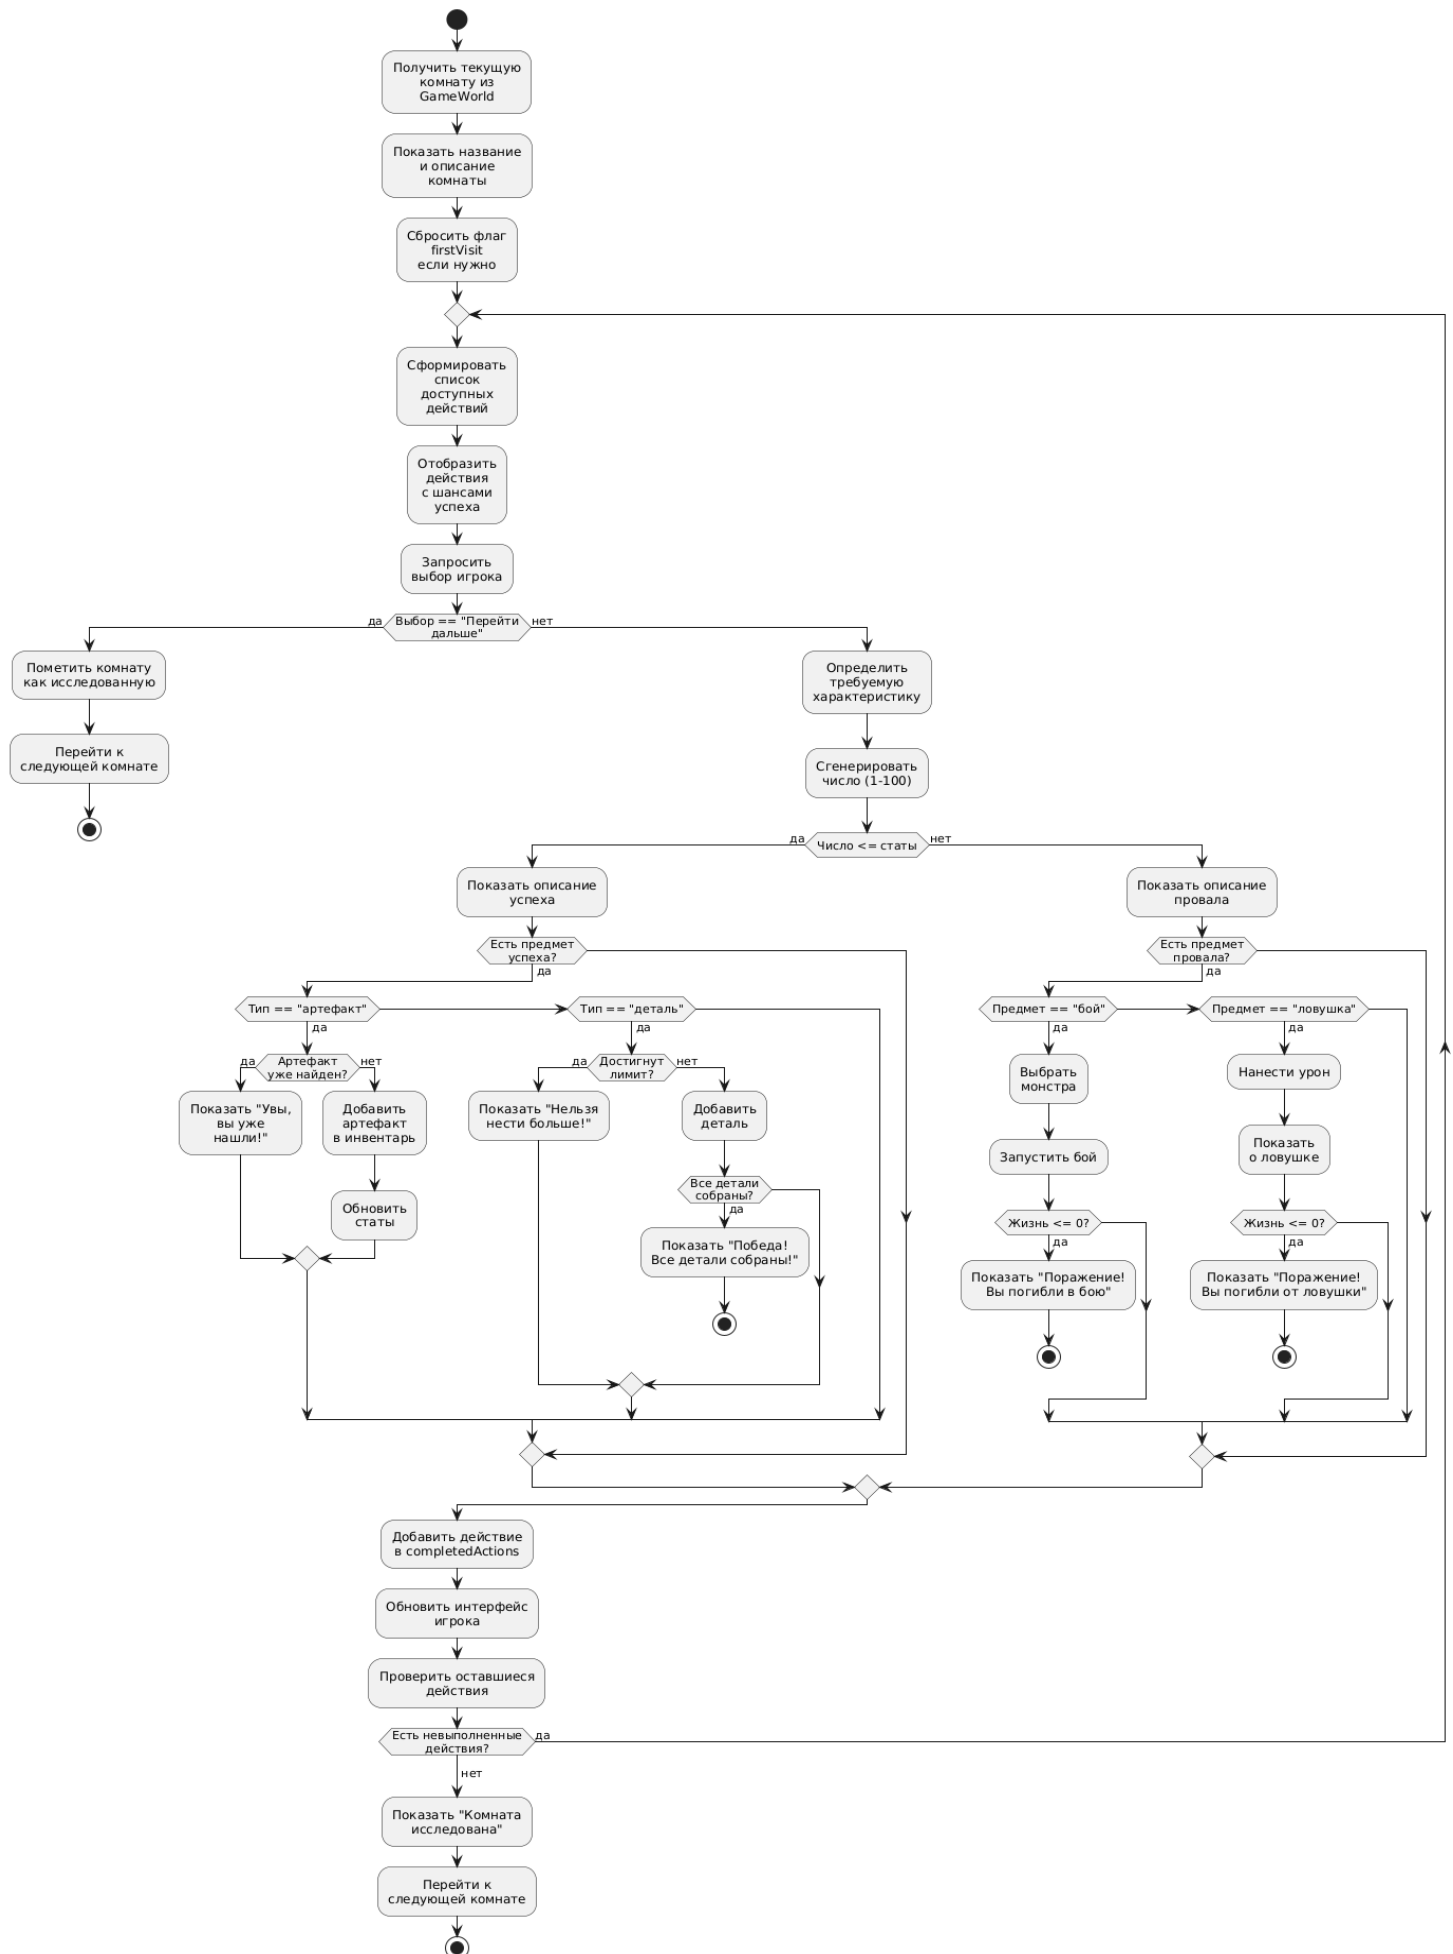 Получить текущую
комнату из
GameWorld
Показать название
и описание
комнаты
Сбросить флаг
firstVisit
если нужно
Сформировать
список
доступных
действий
Отобразить
действия
с шансами
успеха
Запросить
выбор игрока
да
Выбор == "Перейти
дальше"
нет
Пометить комнату
как исследованную
Перейти к
следующей комнате
Определить
требуемую
характеристику
Сгенерировать
число (1-100)
да
Число <= статы
нет
Показать описание
успеха
Есть предмет
успеха?
да
Тип == "артефакт"
да
Тип == "деталь"
да
да
Артефакт
уже найден?
нет
Показать "Увы,
вы уже
нашли!"
Добавить
артефакт
в инвентарь
Обновить
статы
да
Достигнут
лимит?
нет
Показать "Нельзя
нести больше!"
Добавить
деталь
Все детали
собраны?
да
Показать "Победа!
Все детали собраны!"
Показать описание
провала
Есть предмет
провала?
да
Предмет == "бой"
да
Предмет == "ловушка"
да
Выбрать
монстра
Запустить бой
Жизнь <= 0?
да
Показать "Поражение!
Вы погибли в бою"
Нанести урон
Показать
о ловушке
Жизнь <= 0?
да
Показать "Поражение!
Вы погибли от ловушки"
Добавить действие
в completedActions
Обновить интерфейс
игрока
Проверить оставшиеся
действия
Есть невыполненные
действия?
да
нет
Показать "Комната
исследована"
Перейти к
следующей комнате